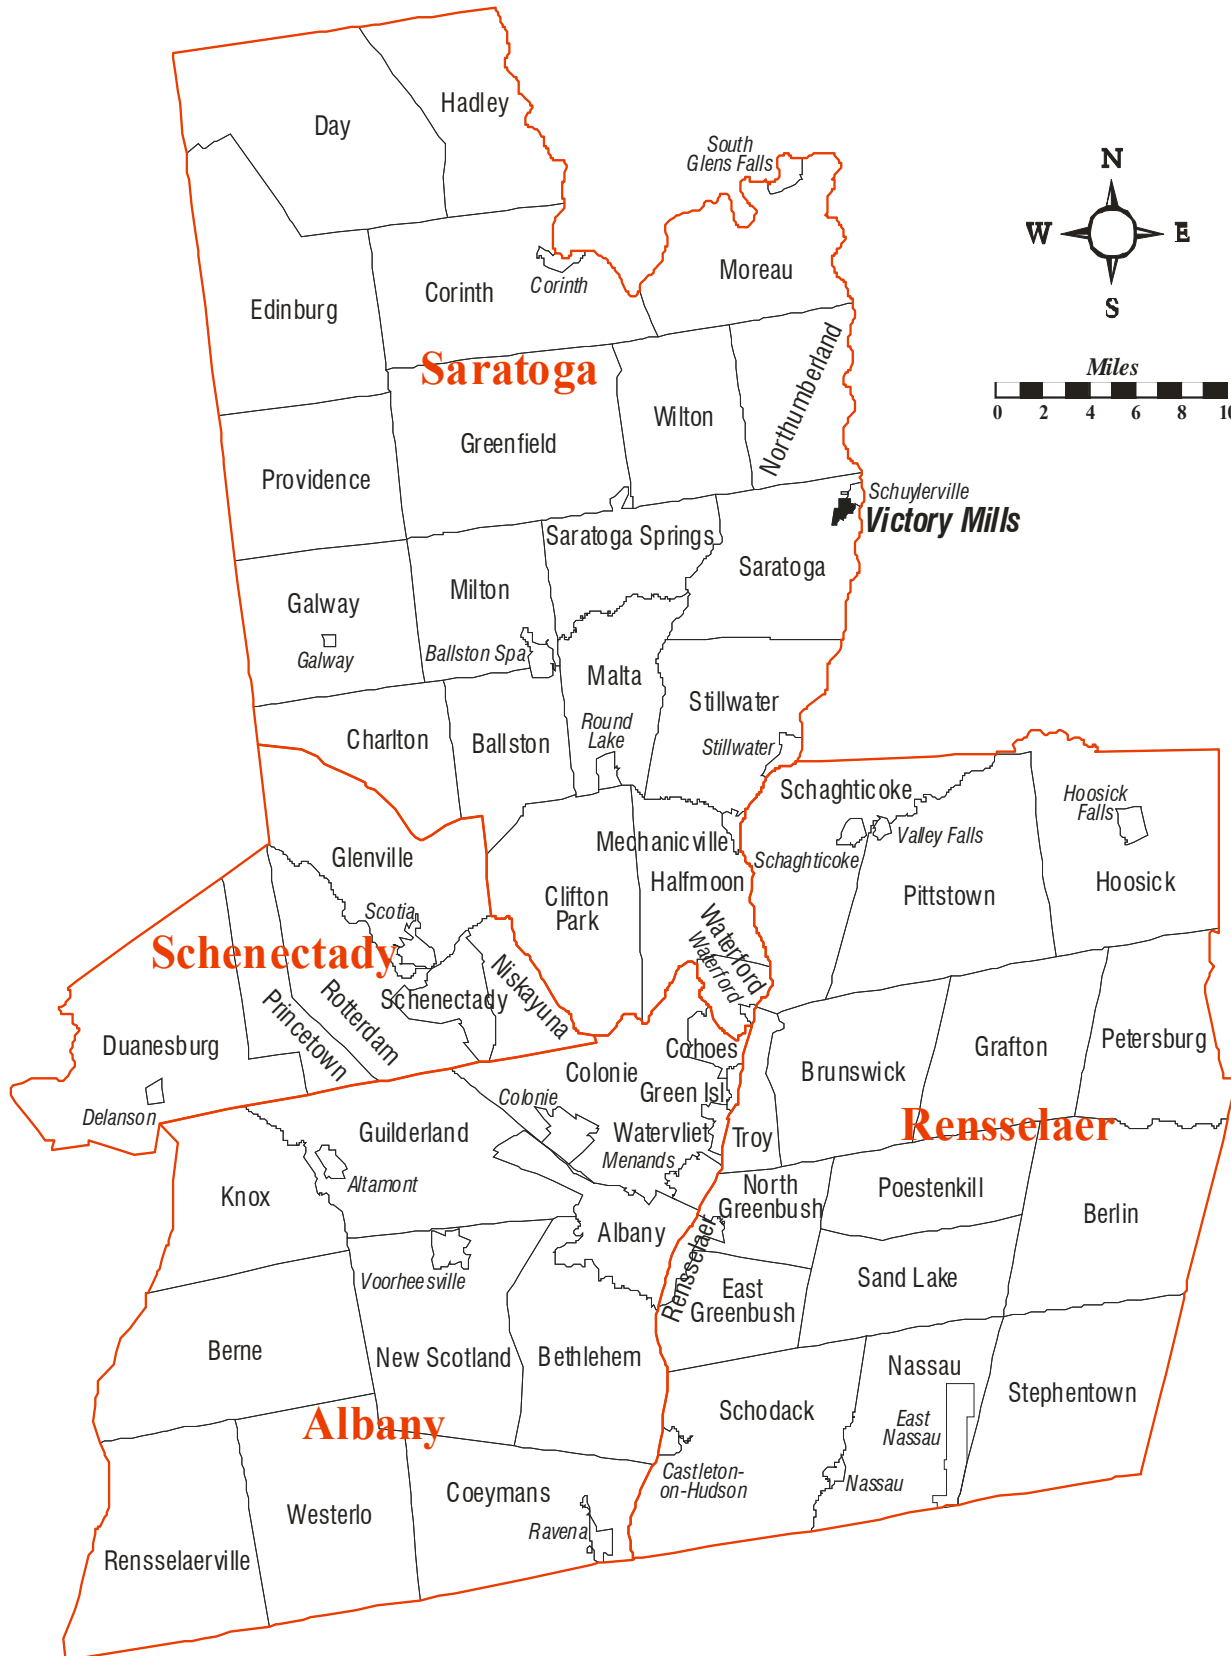 Hadley
Day
South
Glens Falls
N
W
E
S
Moreau
Corinth
Corinth
Edinburg
Northumberland
Miles
0 2 4 6 8 10
Saratoga
Wilton
Greenfield
Providence
Schuylerville
Victory Mills
Saratoga Springs
Saratoga
Milton
Galway
Galway
Ballston Spa
Malta
Stillwater
Round
Lake
Stillwater
Charlton
Ballston
Schaghticoke
Hoosick
Falls
Mechanicville
Valley Falls
Schaghticoke
Glenville
Halfmoon
Hoosick
Pittstown
Clifton
Park
Scotia
Waterford
Waterford
Schenectady
Schenectady
Niskayuna
Rotterdam
Princetown
Duanesburg
Cohoes
Grafton
Petersburg
Colonie
Brunswick
Green Isl.
Colonie
Delanson
Guilderland
Watervliet
Troy
Rensselaer
Menands
Altamont
Knox
North
Greenbush
Poestenkill
Berlin
Albany
Rensselaer
Voorheesville
Sand Lake
East
Greenbush
Berne
New Scotland
Bethlehem
Nassau
Stephentown
Schodack
Albany
East
Nassau
Castleton-
on-Hudson
Nassau
Coeymans
Westerlo
Ravena
Rensselaerville